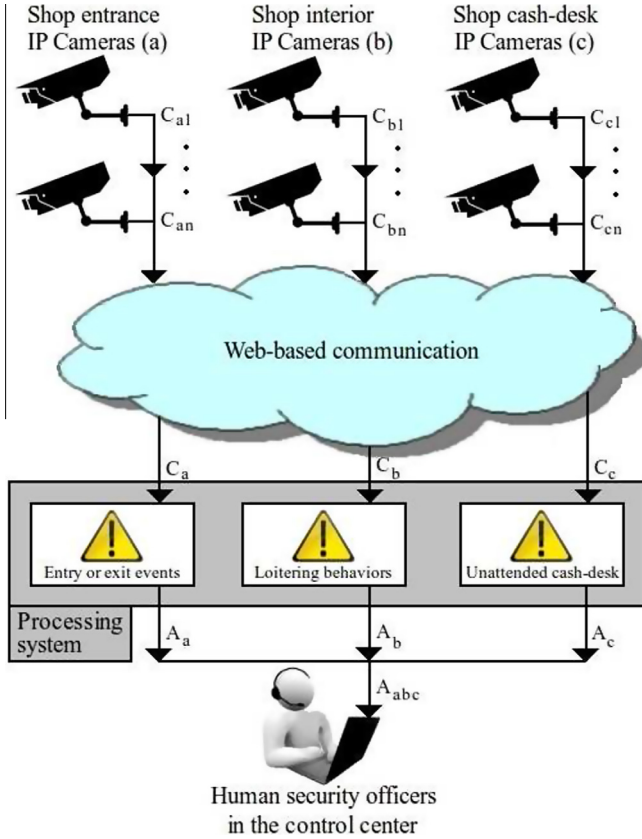 Shop entrance
IP Cameras (a)
Shop interior
IP Cameras (b)
Shop cash-desk
IP Cameras (c)
Ca1
Cb1
Cc1
Can
Cbn
Ccn
Web-based communication
Ca
Cb
Cc
Entry or exit events
Loitering behaviors
Unattended cash-desk
Processing
system
Aa
Ab
Ac
Aabc
Human security officers
in the control center